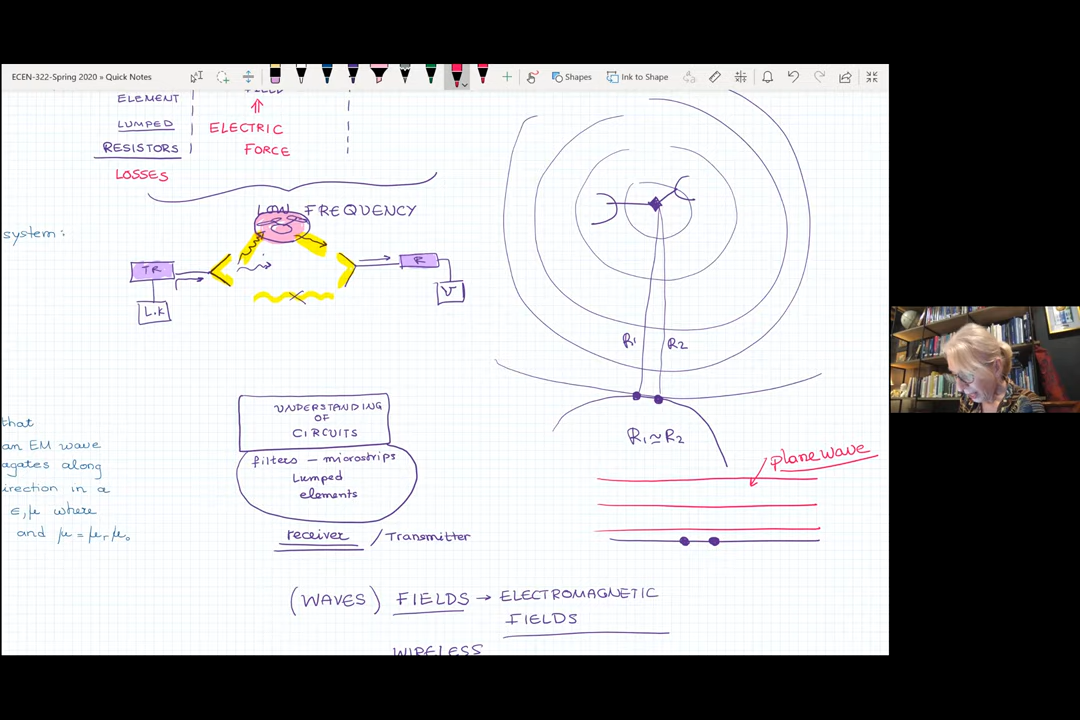 ECEN-322-Spring 2020 » Quick Notes
Shapes
Ink to Shape
ELEMENT
LUMPED
RESISTORS
LOSSES
ELECTRIC
FORCE
LOW FREQUENCY
system:
TR
L.K
R
V
R1
R2
R1≃R2
plane wave
UNDERSTANDING
OF
CIRCUITS
filters – microstrips
Lumped
elements
receiver / Transmitter
that
an EM wave
agates along
irection in a
ε,μ where
and μ = μr μ0.
(WAVES) FIELDS → ELECTROMAGNETIC
FIELDS
WIRELESS